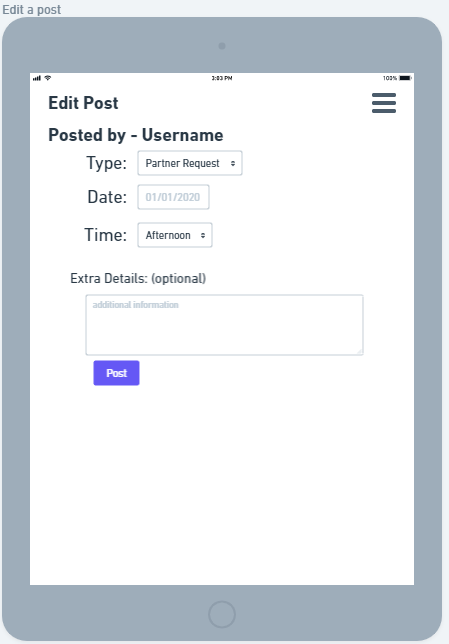 Edit a post
3:03 PM
100%
Edit Post
Posted by - Username
Type: Partner Request
Date: 01/01/2020
Time: Afternoon
Extra Details: (optional)
additional information
Post